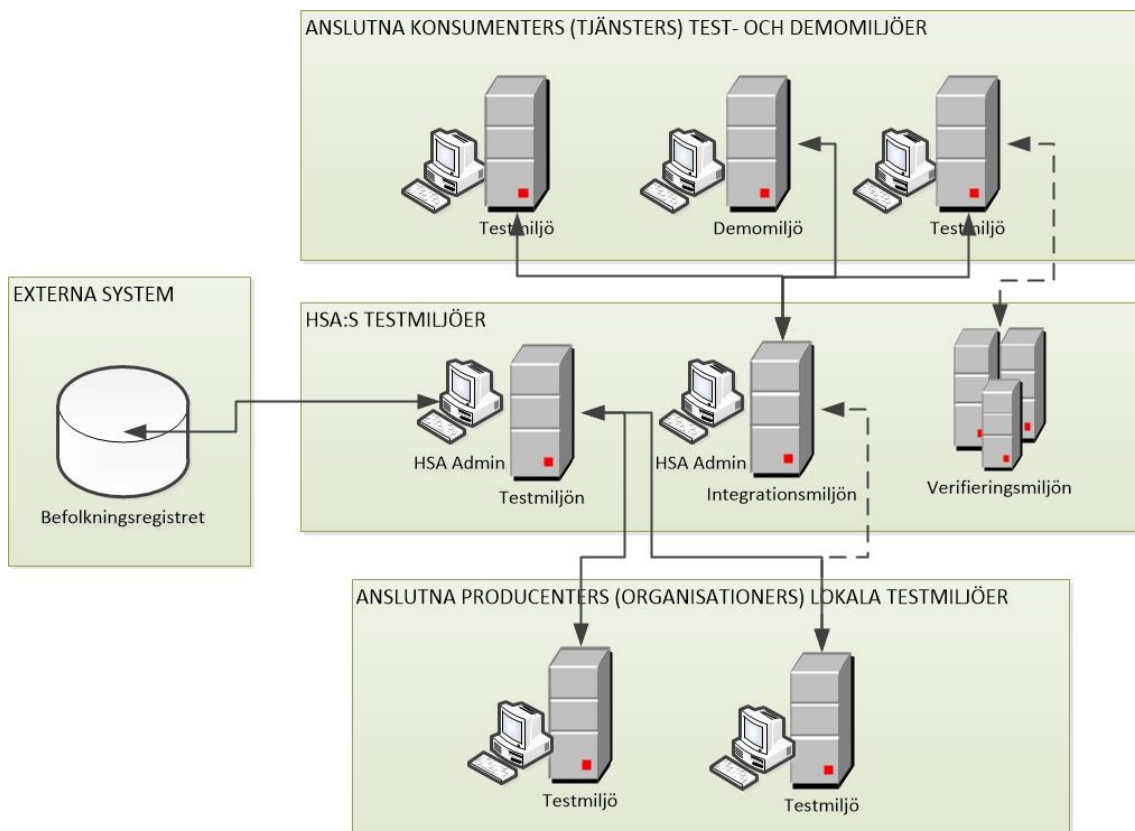 ANSLUTNA KONSUMENTERS (TJÄNSTERS) TEST- OCH DEMOMILJÖER
Testmiljö
Demomiljö
Testmiljö
EXTERNA SYSTEM
Befolkningsregistret
HSA:S TESTMILJÖER
HSA Admin
Testmiljön
HSA Admin
Integrationsmiljön
Verifieringsmiljön
ANSLUTNA PRODUCENTERS (ORGANISATIONERS) LOKALA TESTMILJÖER
Testmiljö
Testmiljö